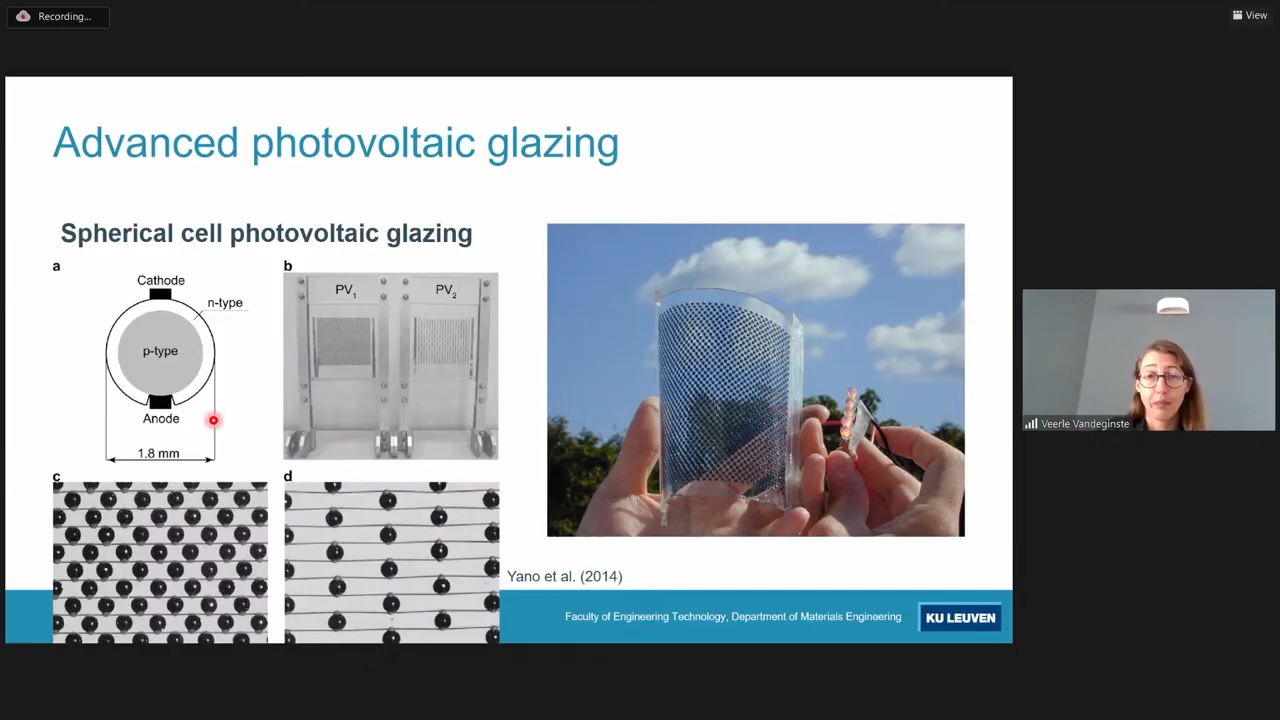 Recording...
View
Advanced photovoltaic glazing
Spherical cell photovoltaic glazing
a
Cathode
n-type
p-type
Anode
1.8 mm
b
PV1
PV2
c
d
Yano et al. (2014)
Faculty of Engineering Technology, Department of Materials Engineering
KU LEUVEN
Veerle Vandeginste